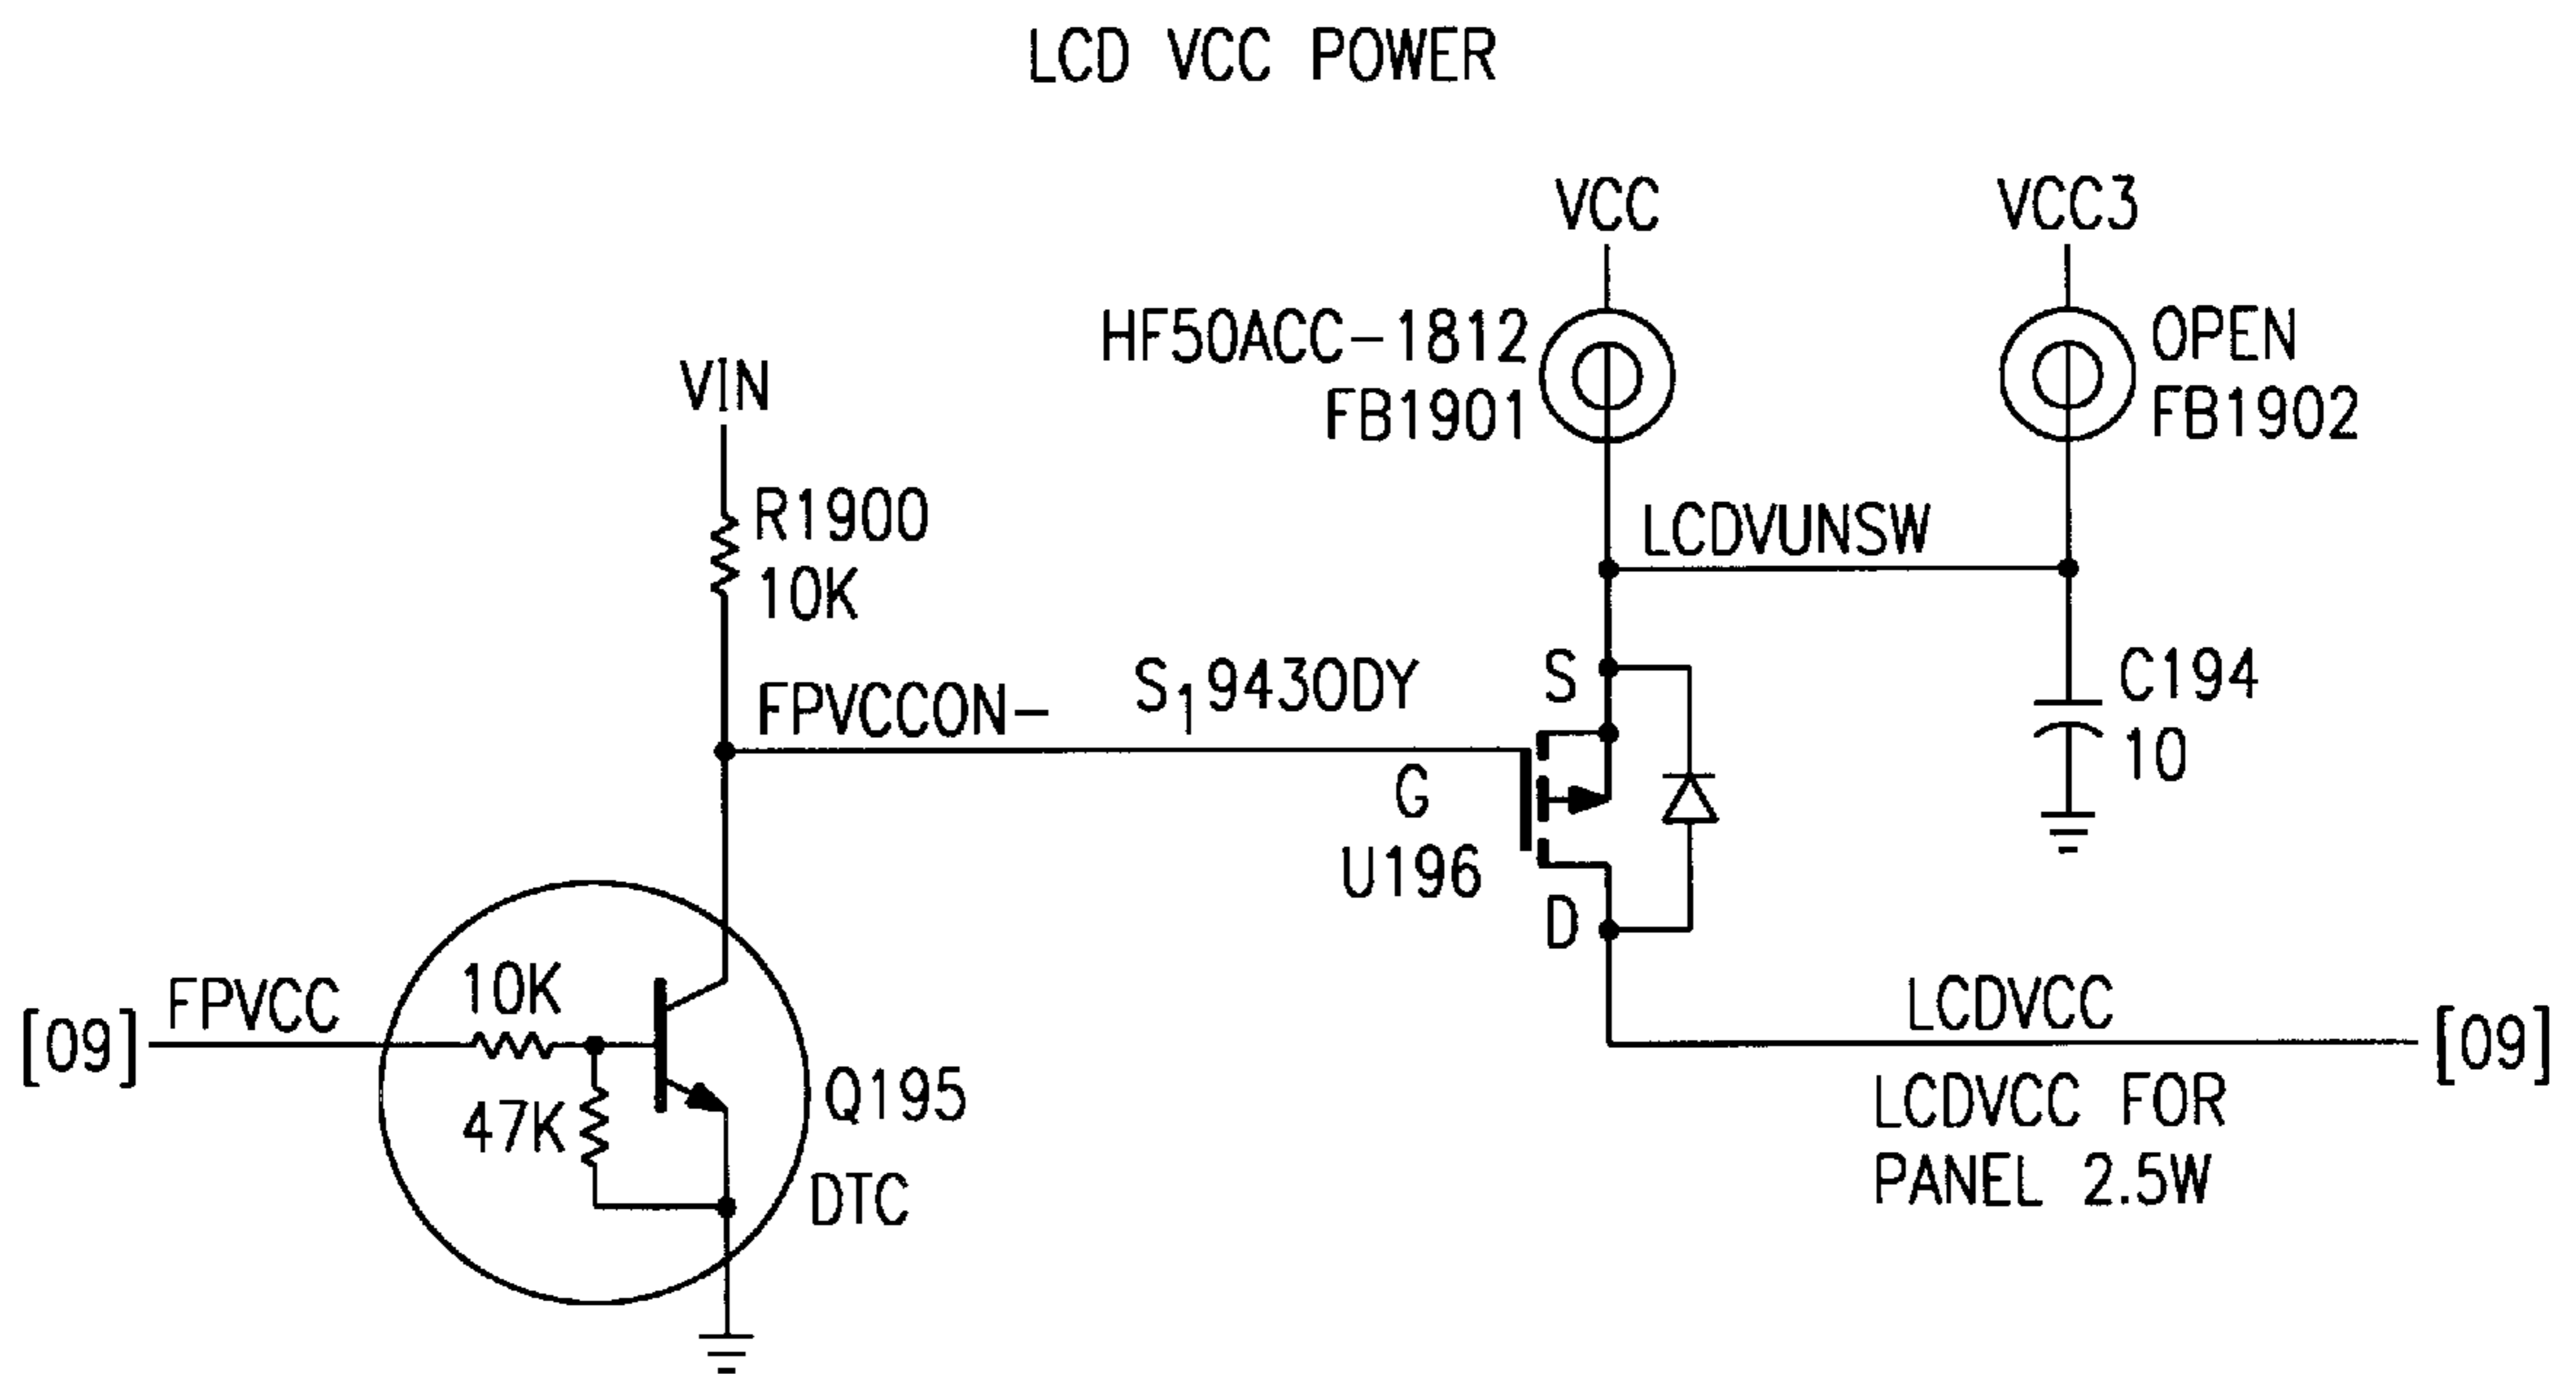 LCD VCC POWER
VCC
VCC3
HF50ACC-1812
FB1901
OPEN
FB1902
VIN
R1900
10K
LCDVUNSW
FPVCCON-
S19430DY
S
G
U196
D
C194
10
[09]
FPVCC
10K
47K
Q195
DTC
LCDVCC
[09]
LCDVCC FOR
PANEL 2.5W